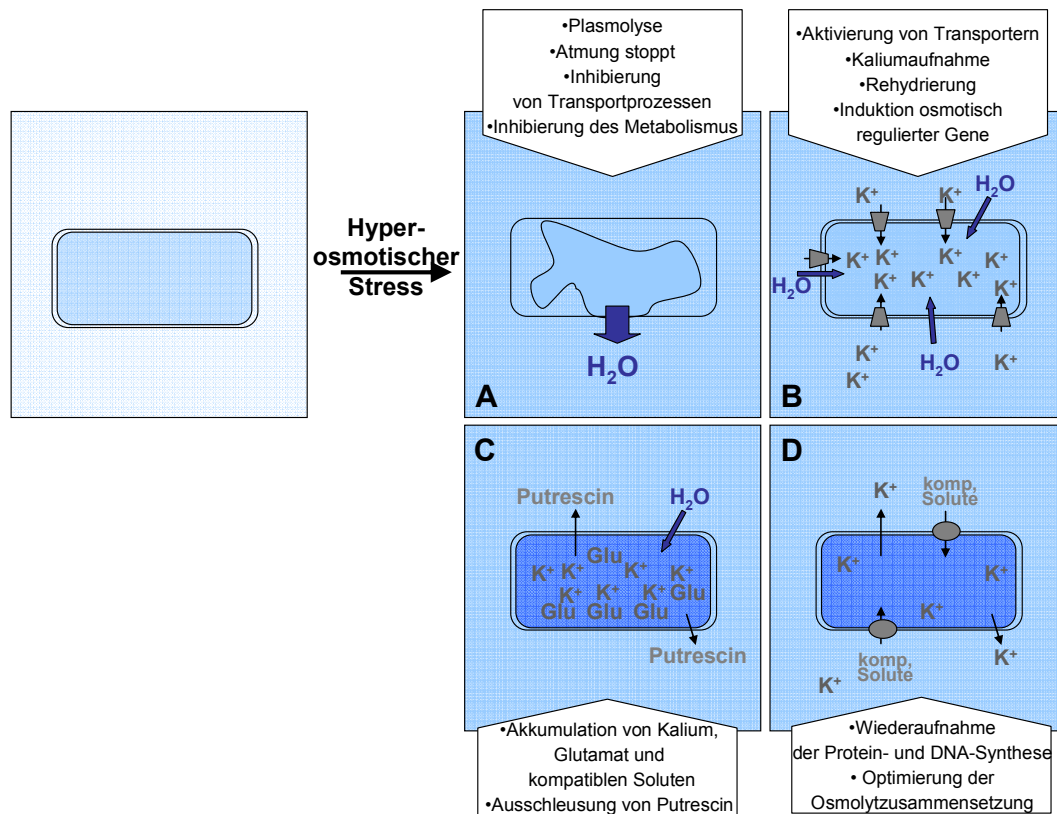 •Plasmolyse
•Atmung stoppt
•Inhibierung
von Transportprozessen
•Inhibierung des Metabolismus
•Aktivierung von Transportern
•Kaliumaufnahme
•Rehydrierung
•Induktion osmotisch
regulierter Gene
Hyper-
osmotischer
Stress
H₂O
A
K⁺
K⁺
H₂O
K⁺
K⁺
K⁺
K⁺
K⁺
K⁺
K⁺
K⁺
H₂O
K⁺
K⁺
H₂O
K⁺
B
C
Putrescin
H₂O
Glu
K⁺
K⁺
K⁺
K⁺
K⁺
K⁺
K⁺
Glu
Glu
Glu
Glu
Putrescin
D
K⁺
komp,
Solute
K⁺
K⁺
K⁺
komp,
Solute
K⁺
K⁺
•Akkumulation von Kalium,
Glutamat und
kompatiblen Soluten
•Ausschleusung von Putrescin
•Wiederaufnahme
der Protein- und DNA-Synthese
• Optimierung der
Osmolytzusammensetzung